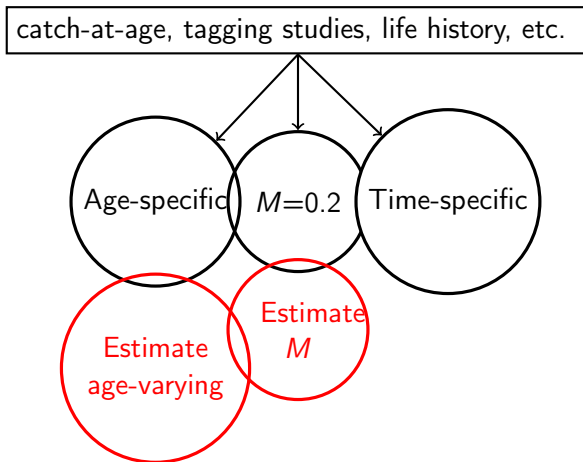 catch-at-age, tagging studies, life history, etc.
Age-specific
M=0.2
Time-specific
Estimate
M
Estimate
age-varying